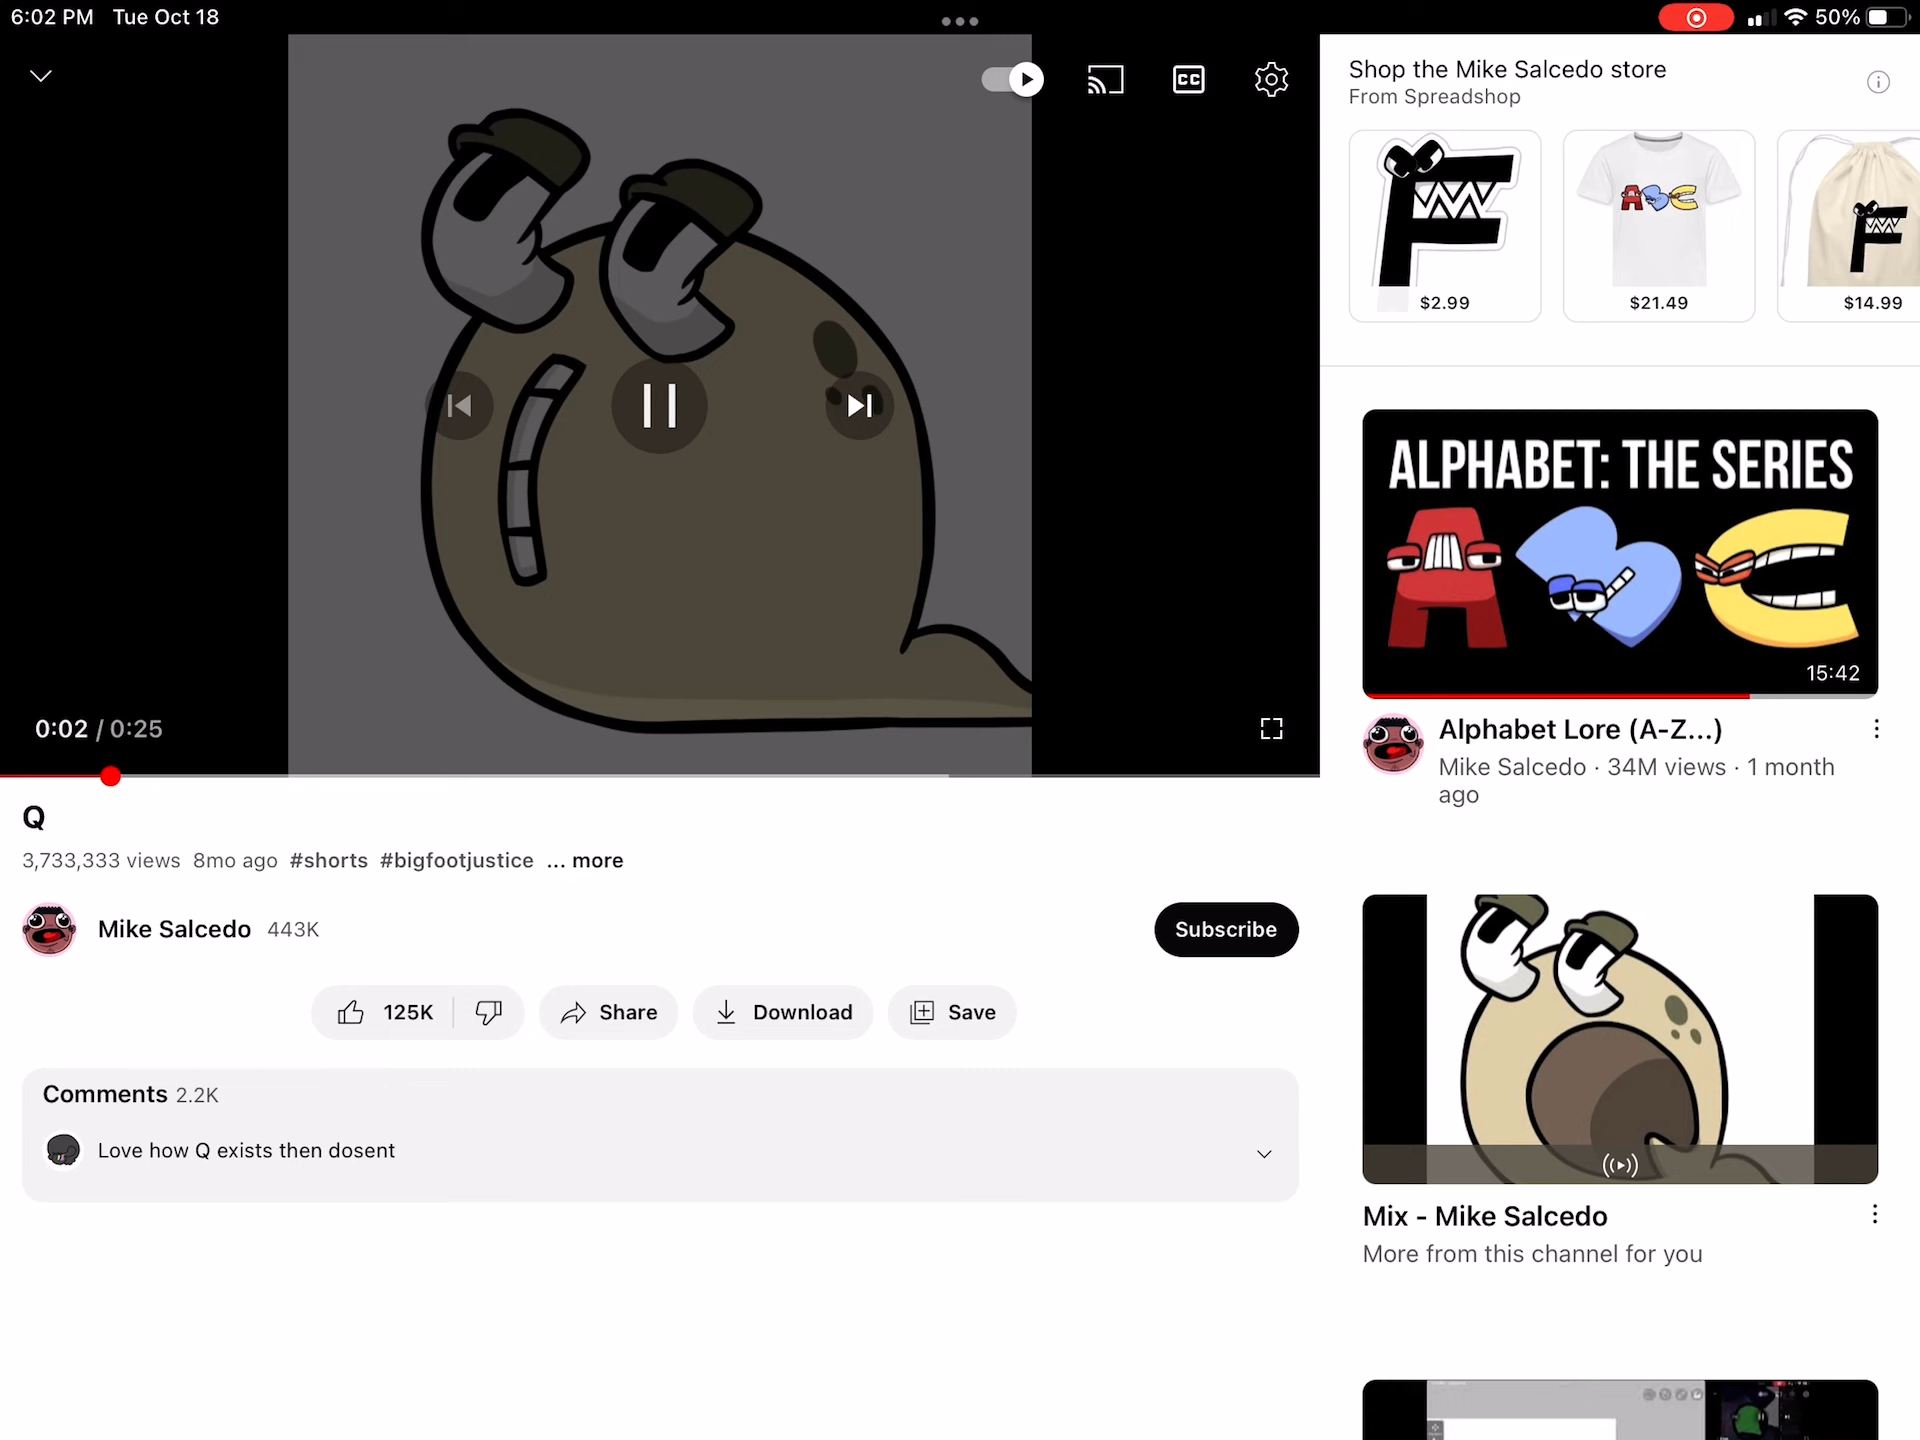 6:02 PM Tue Oct 18
50%
CC
0:02 / 0:25
Q
3,733,333 views 8mo ago #shorts #bigfootjustice ... more
Mike Salcedo 443K
Subscribe
125K
Share
Download
Save
Comments 2.2K
Love how Q exists then dosent
Shop the Mike Salcedo store
From Spreadshop
F
$2.99
ABC
$21.49
F
$14.99
ALPHABET: THE SERIES
ABC
15:42
Alphabet Lore (A-Z...)
Mike Salcedo · 34M views · 1 month
ago
Mix - Mike Salcedo
More from this channel for you